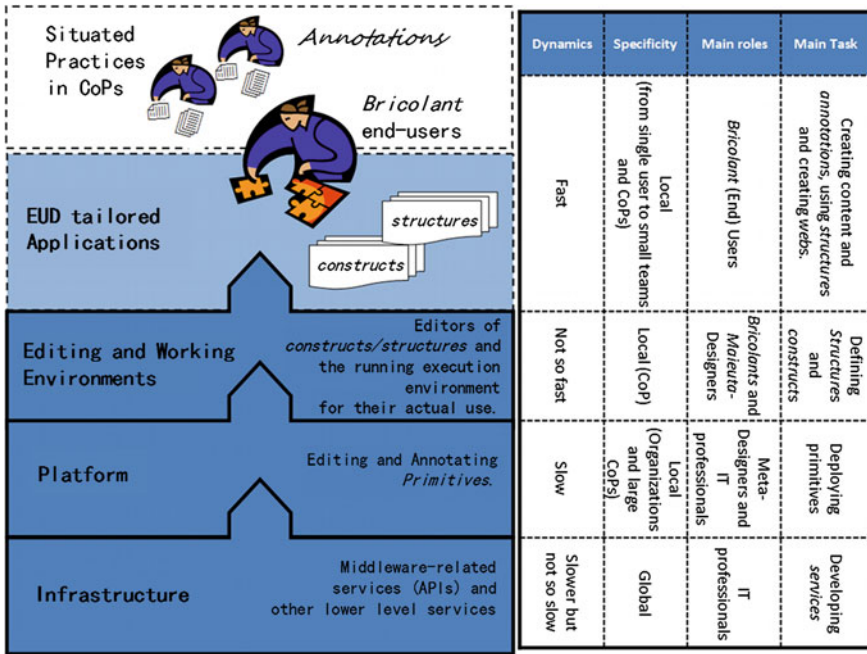 Situated
Practices
in CoPs
Annotations
Bricolant
end-users
EUD tailored
Applications
structures
constructs
Editing and Working
Environments
Editors of
constructs/structures and
the running execution
environment
for their actual use.
Platform
Editing and Annotating
Primitives.
Infrastructure
Middleware-related
services (APIs) and
other lower level services
Dynamics
Specificity
Main roles
Main Task
Fast
Local
(from single user to small teams
and CoPs)
Bricolant (End) Users
Creating content and
annotations, using structures
and creating webs.
Not so fast
Local (CoP)
Bricolants and
Maieuta-
Designers
Defining
Structures
and
constructs
Slow
Local
(Organizations
and large
CoPs)
Meta-
Designers and
IT
professionals
Deploying
primitives
Slower but
not so slow
Global
IT
professionals
Developing
services